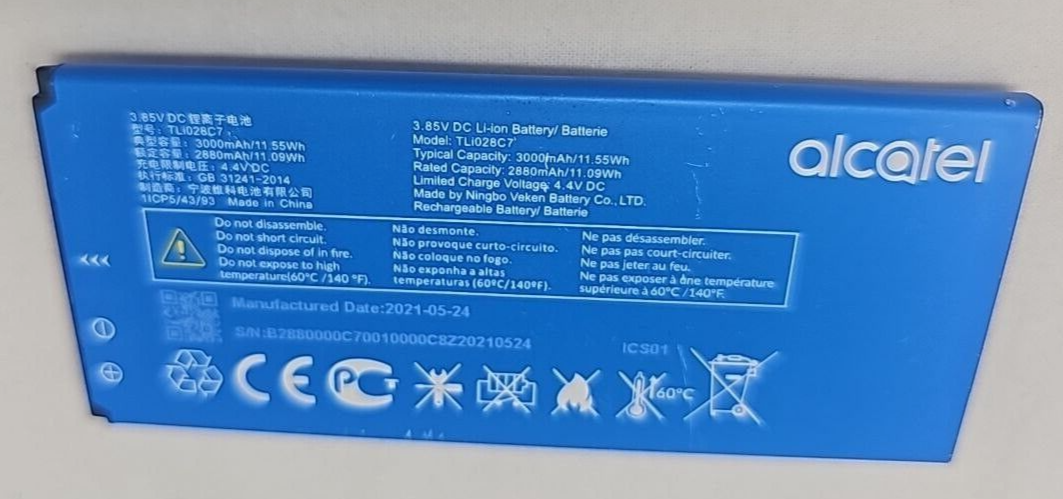 3.85V DC 锂离子电池
型号: TLi028C7
典型容量: 3000mAh/11.55Wh
额定容量: 2880mAh/11.09Wh
充电限制电压: 4.4VDC
执行标准: GB 31241-2014
制造商: 宁波维科电池有限公司
1ICP5/43/93 Made in China
3.85V DC Li-ion Battery/ Batterie
Model: TLi028C7
Typical Capacity: 3000mAh/11.55Wh
Rated Capacity: 2880mAh/11.09Wh
Limited Charge Voltage: 4.4V DC
Made by Ningbo Veken Battery Co., LTD.
Rechargeable Battery/ Batterie
alcatel
Do not disassemble.
Do not short circuit.
Do not dispose of in fire.
Do not expose to high
temperature(60°C /140 °F).
Não desmonte.
Não provoque curto-circuito.
Não coloque no fogo.
Não exponha a altas
temperaturas (60ºC/140ºF).
Ne pas désassembler.
Ne pas pas court-circuiter.
Ne pas jeter au feu.
Ne pas exposer à àne température
supérieure à 60°C /140°F.
Manufactured Date:2021-05-24
S/N:B2880000C70010000C8Z20210524
ICS01
CE
60°C